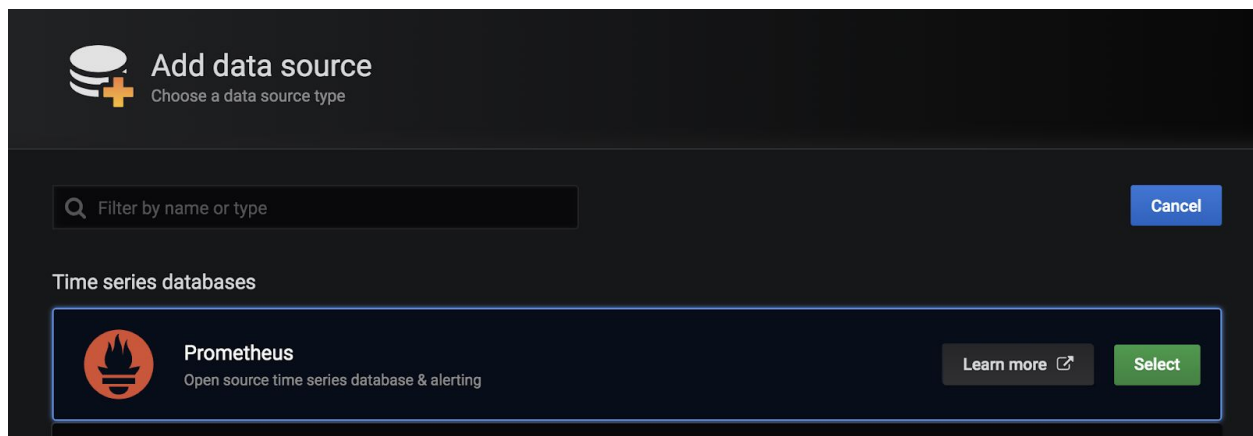 Add data source
Choose a data source type
Filter by name or type
Cancel
Time series databases
Prometheus
Open source time series database & alerting
Learn more
Select